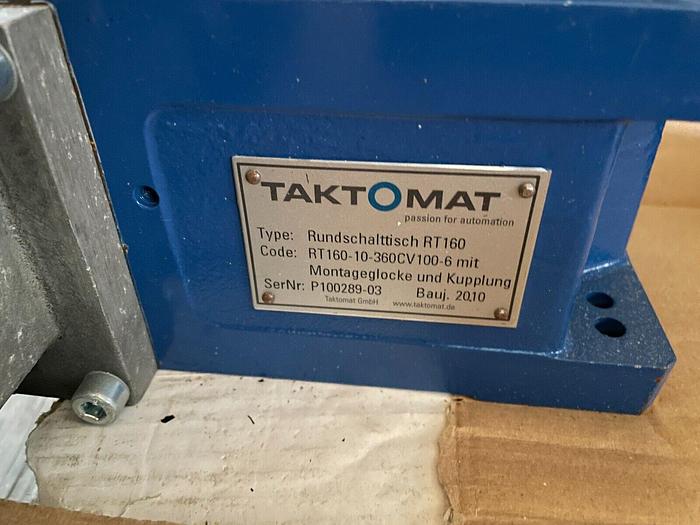 TAKTOMAT
passion for automation
Type: Rundschalttisch RT160
Code: RT160-10-360CV100-6 mit
Montageglocke und Kupplung
SerNr: P100289-03 Bauj. 2010
Taktomat GmbH www.taktomat.de